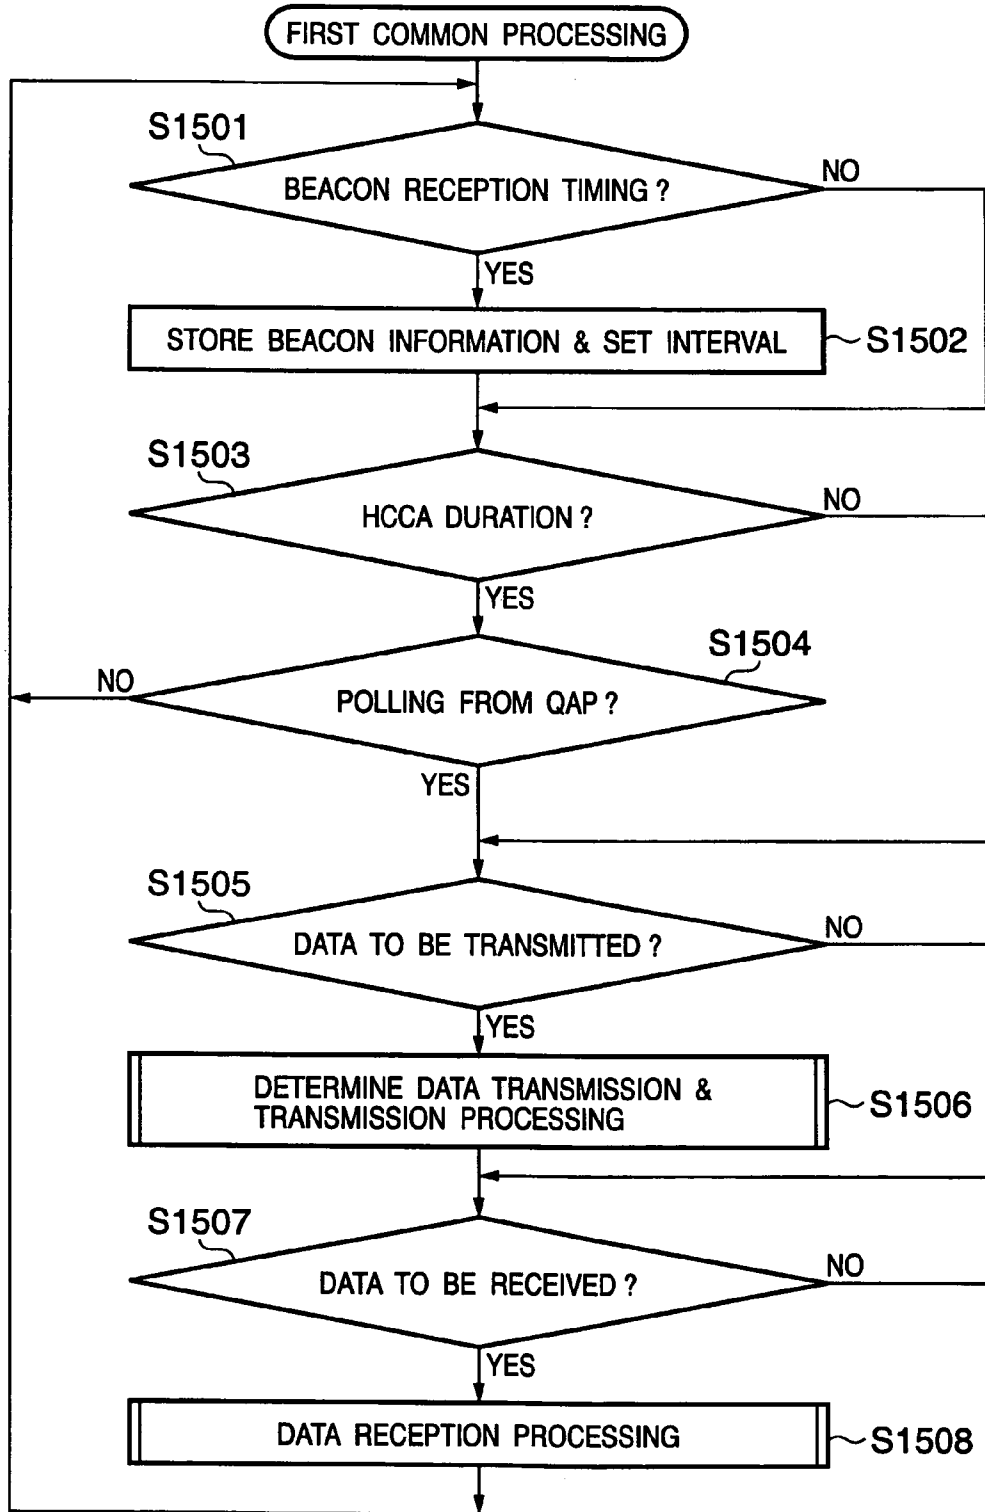 FIRST COMMON PROCESSING
S1501
BEACON RECEPTION TIMING ?
NO
YES
STORE BEACON INFORMATION & SET INTERVAL
S1502
S1503
HCCA DURATION ?
NO
YES
S1504
NO
POLLING FROM QAP ?
YES
S1505
DATA TO BE TRANSMITTED ?
NO
YES
DETERMINE DATA TRANSMISSION &
TRANSMISSION PROCESSING
S1506
S1507
DATA TO BE RECEIVED ?
NO
YES
DATA RECEPTION PROCESSING
S1508